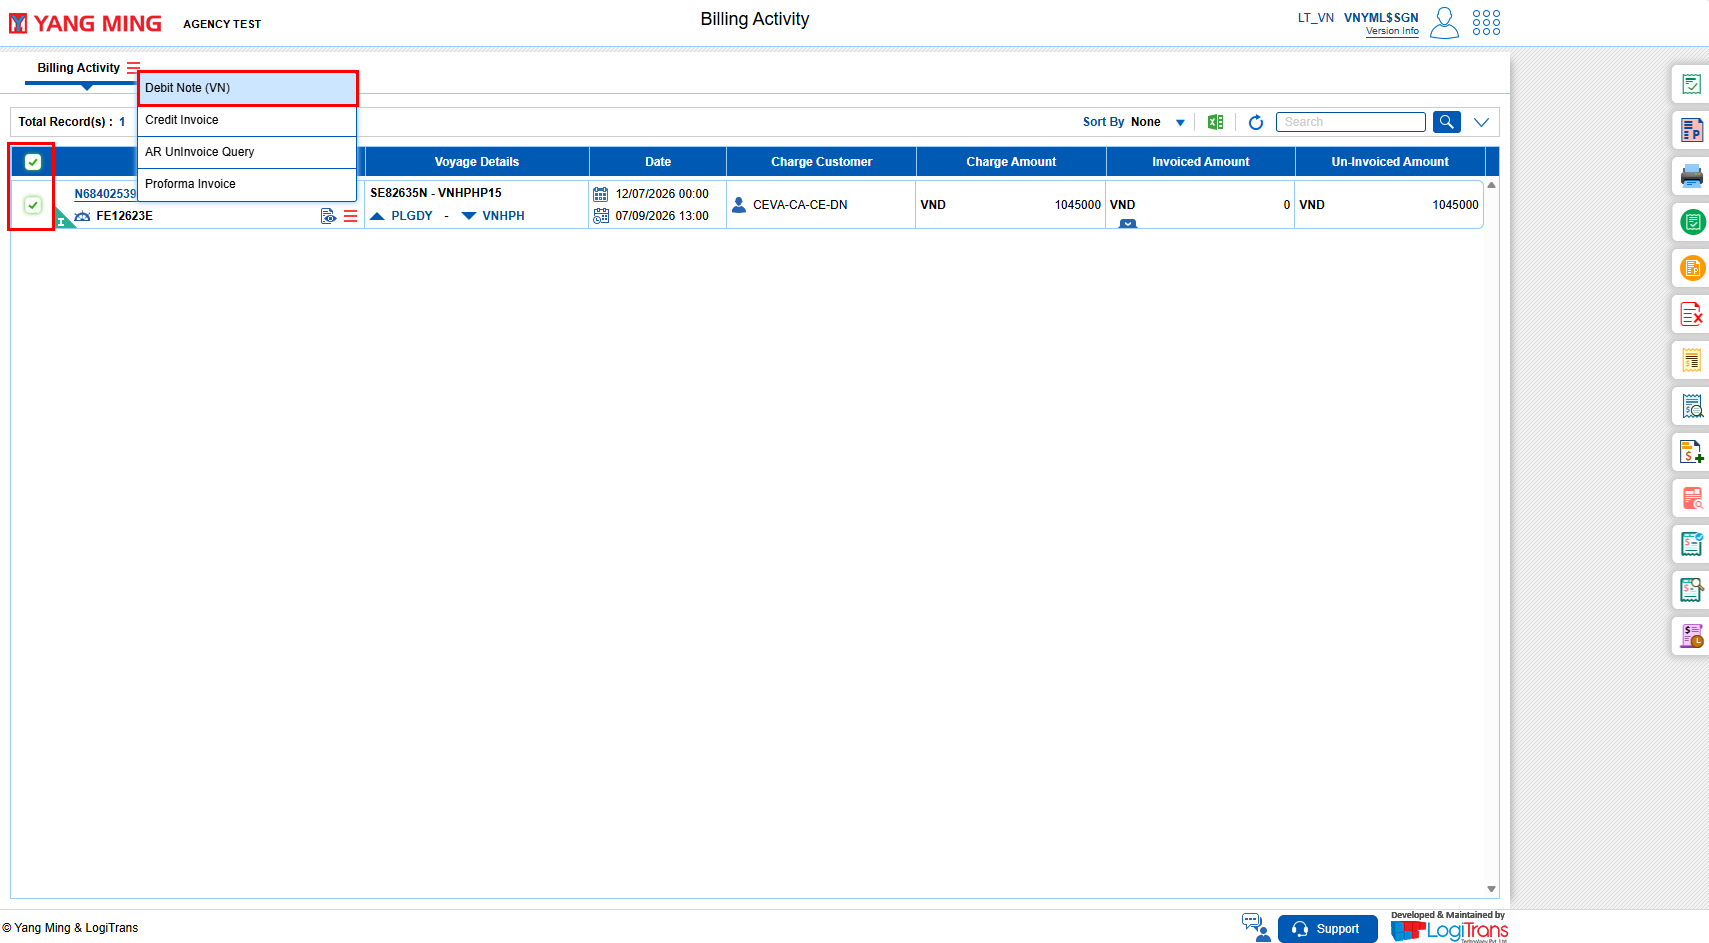 YANG MING AGENCY TEST
Billing Activity
LT_VN VNYML$SGN
Version Info
Billing Activity
Debit Note (VN)
Credit Invoice
AR UnInvoice Query
Proforma Invoice
Total Record(s) : 1
Sort By None
Search
Voyage Details Date Charge Customer Charge Amount Invoiced Amount Un-Invoiced Amount
N68402539
FE12623E
SE82635N - VNHPHP15
PLGDY - VNHPH
12/07/2026 00:00
07/09/2026 13:00
CEVA-CA-CE-DN
VND 1045000
VND 0
VND 1045000
I
© Yang Ming & LogiTrans
Support
Developed & Maintained by
LogiTrans
Technology Pvt. Ltd.